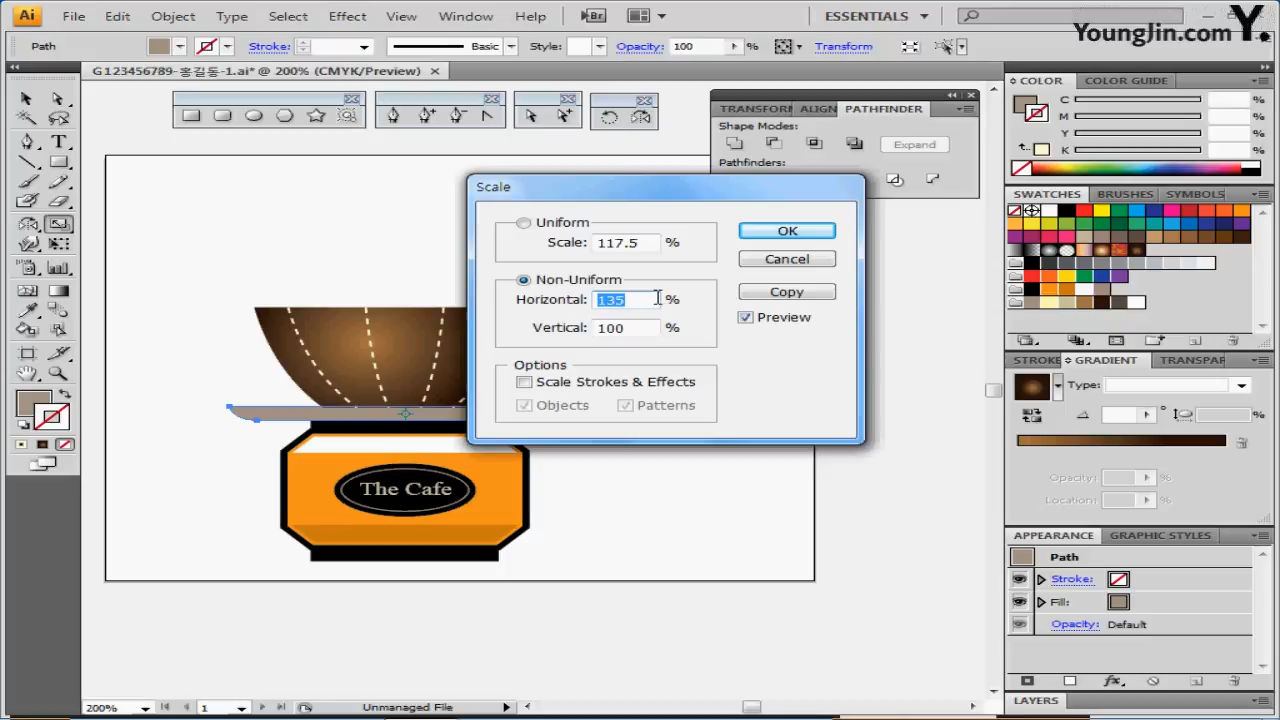 Ai File Edit Object Type Select Effect View Window Help Br ESSENTIALS
YoungJin.com Y.
Path Stroke: Basic Style: Opacity: 100 % Transform
G123456789-홍길동-1.ai* @ 200% (CMYK/Preview)
COLOR COLOR GUIDE
C %
M %
Y %
K %
TRANSFORM ALIGN PATHFINDER
Shape Modes:
Expand
Pathfinders:
Scale
Uniform
Scale: 117.5 %
Non-Uniform
Horizontal: 135 %
Vertical: 100 %
Options
Scale Strokes & Effects
Objects Patterns
OK
Cancel
Copy
Preview
SWATCHES BRUSHES SYMBOLS
STROKE GRADIENT TRANSPAR
Type:
°
%
Opacity: %
Location: %
The Cafe
APPEARANCE GRAPHIC STYLES
Path
Stroke:
Fill:
Opacity: Default
fx
LAYERS
200% 1 Unmanaged File